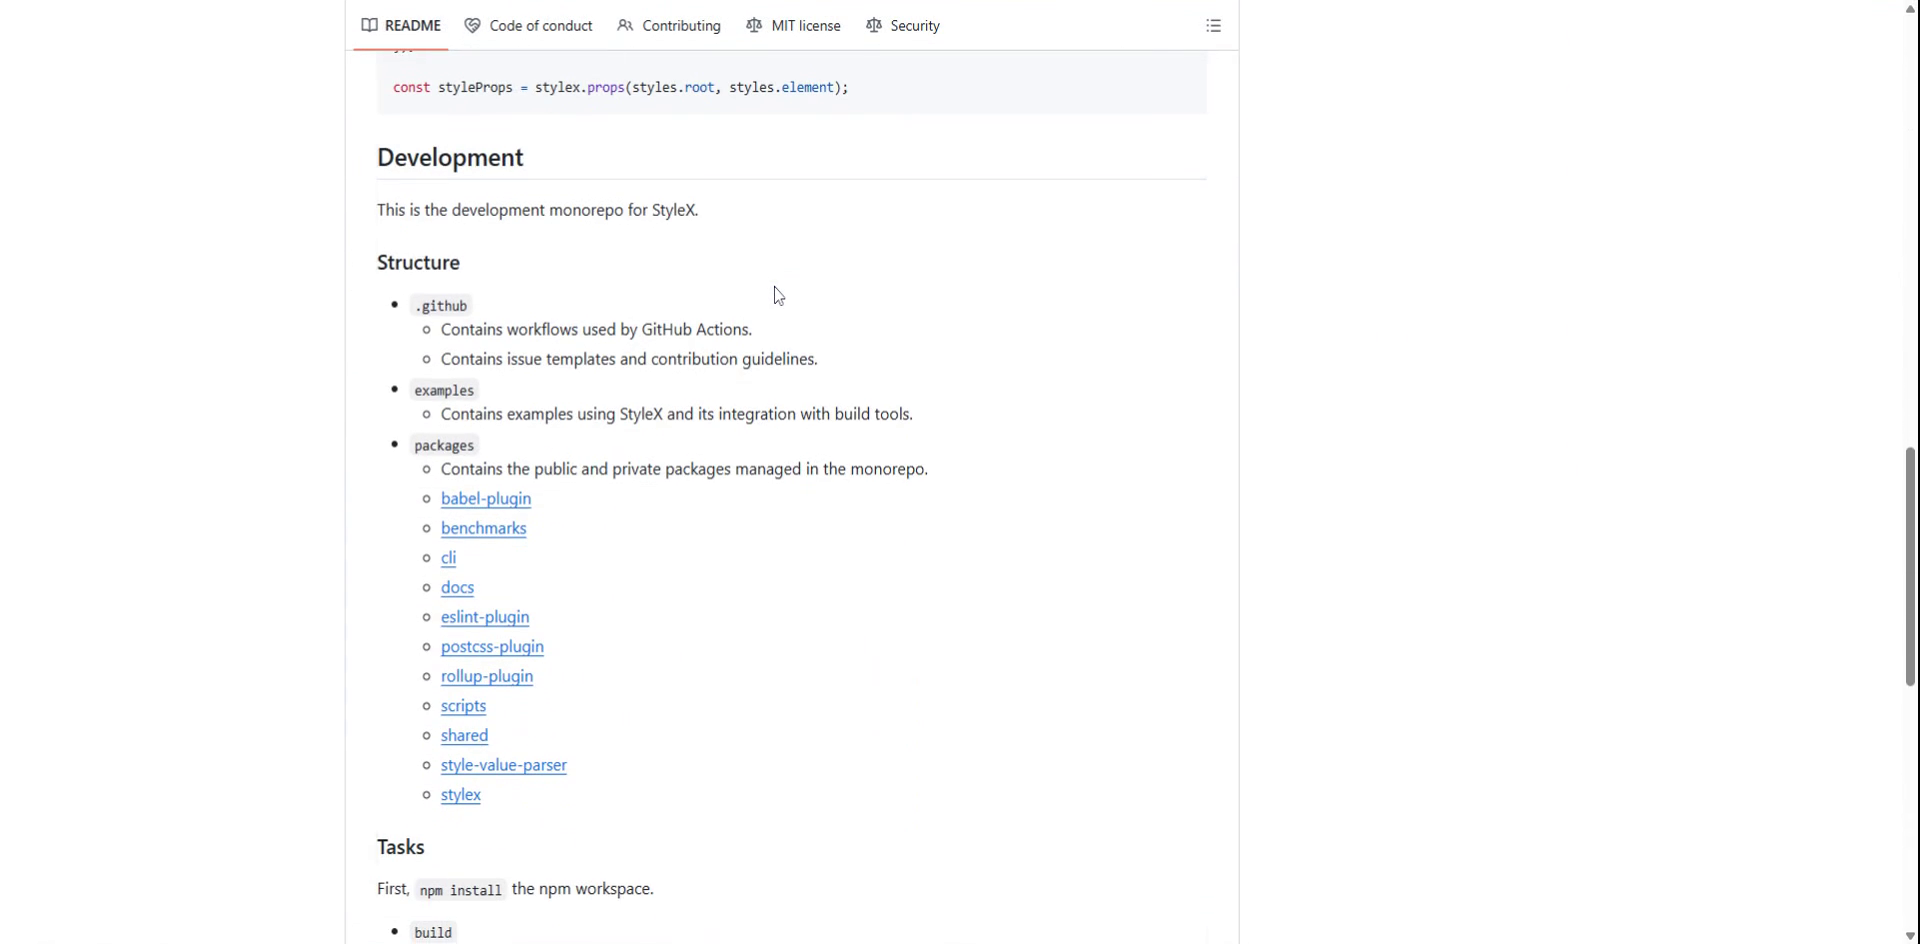 README Code of conduct Contributing MIT license Security
const styleProps = stylex.props(styles.root, styles.element);
Development
This is the development monorepo for StyleX.
Structure
.github
Contains workflows used by GitHub Actions.
Contains issue templates and contribution guidelines.
examples
Contains examples using StyleX and its integration with build tools.
packages
Contains the public and private packages managed in the monorepo.
babel-plugin
benchmarks
cli
docs
eslint-plugin
postcss-plugin
rollup-plugin
scripts
shared
style-value-parser
stylex
Tasks
First, npm install the npm workspace.
build